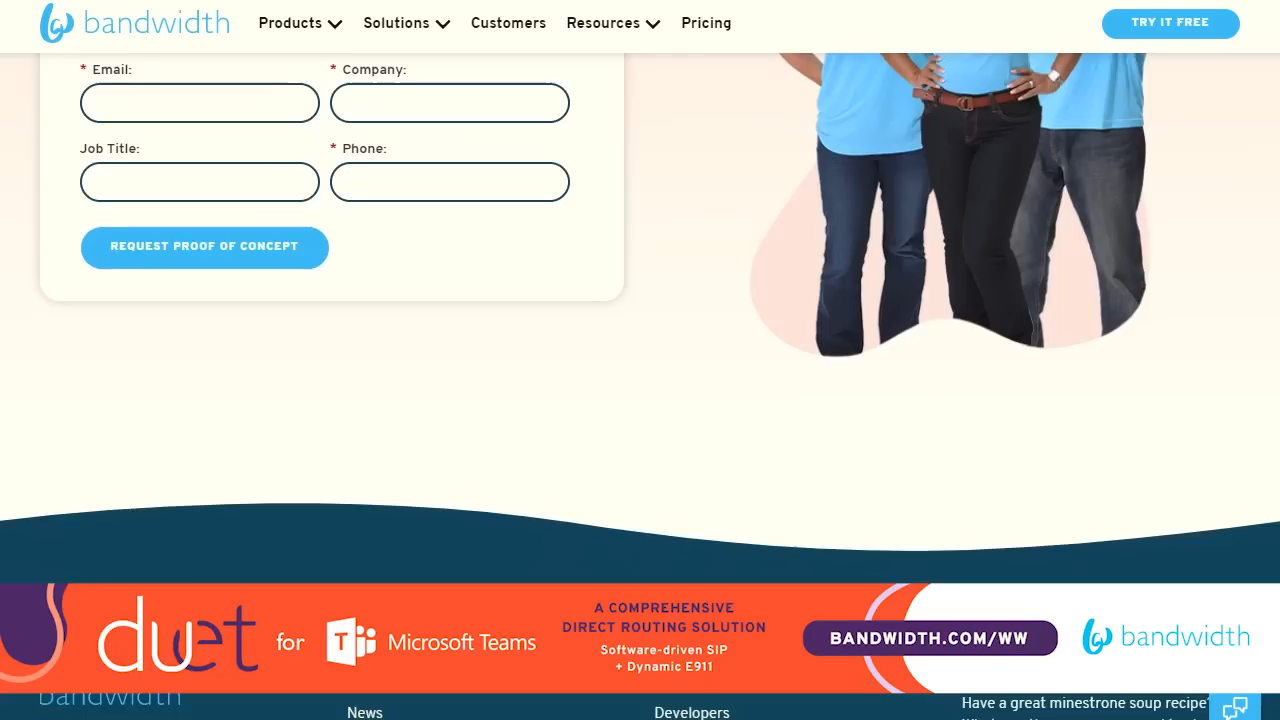 bandwidth Products Solutions Customers Resources Pricing TRY IT FREE
* Email: * Company:
Job Title: * Phone:
REQUEST PROOF OF CONCEPT
duet for Microsoft Teams
A COMPREHENSIVE
DIRECT ROUTING SOLUTION
Software-driven SIP
+ Dynamic E911
BANDWIDTH.COM/WW
bandwidth
bandwidth
News
Developers
Have a great minestrone soup recipe?